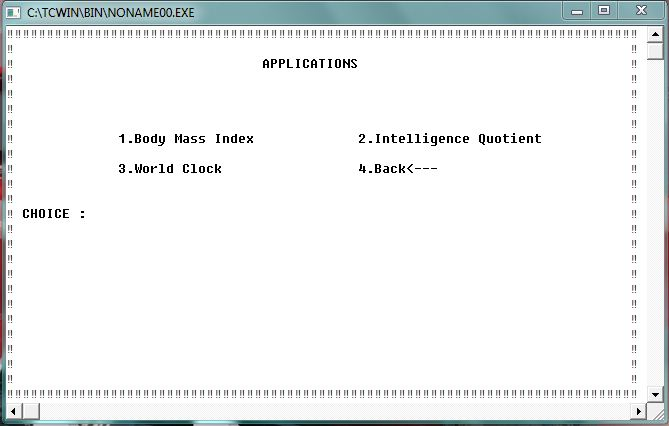 C:\TCWIN\BIN\NONAME00.EXE
APPLICATIONS
1.Body Mass Index 2.Intelligence Quotient
3.World Clock 4.Back<---
CHOICE :